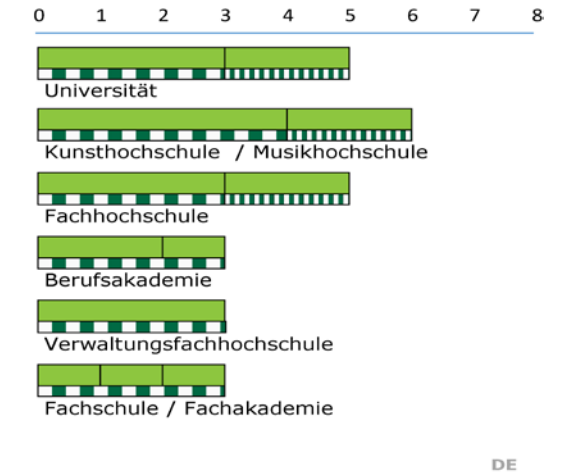 0 1 2 3 4 5 6 7 8
Universität
Kunsthochschule / Musikhochschule
Fachhochschule
Berufsakademie
Verwaltungsfachhochschule
Fachschule / Fachakademie
DE